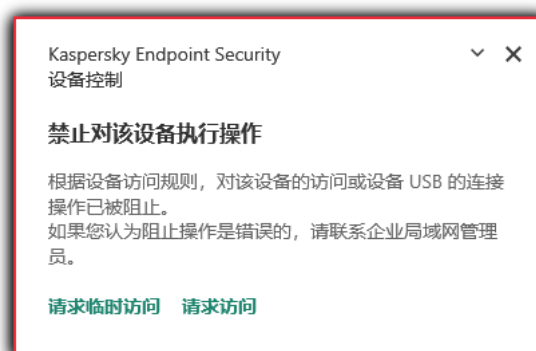 Kaspersky Endpoint Security
设备控制
禁止对该设备执行操作
根据设备访问规则，对该设备的访问或设备 USB 的连接
操作已被阻止。
如果您认为阻止操作是错误的，请联系企业局域网管理
员。
请求临时访问 请求访问